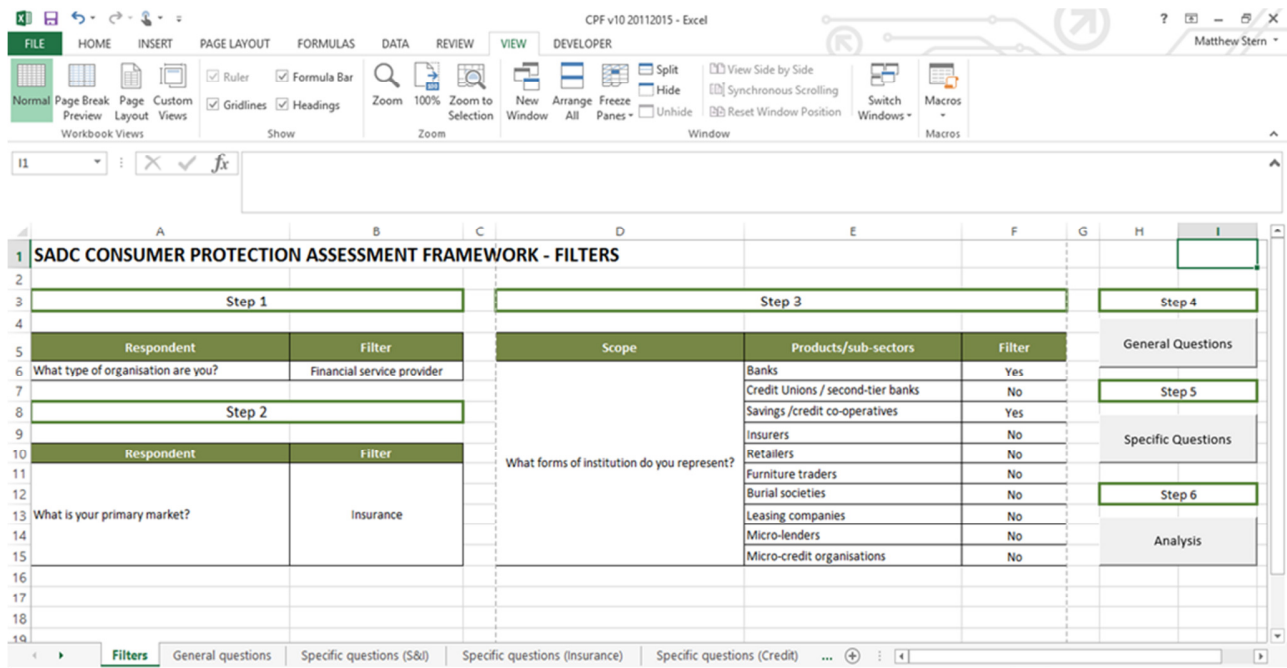 CPF v10 20112015 - Excel
FILE HOME INSERT PAGE LAYOUT FORMULAS DATA REVIEW VIEW DEVELOPER Matthew Stern
Normal Page Break Preview Page Layout Custom Views
Workbook Views
Ruler Formula Bar
Gridlines Headings
Show
Zoom 100% Zoom to Selection
Zoom
New Window Arrange All Freeze Panes
Split View Side by Side
Hide Synchronous Scrolling
Unhide Reset Window Position
Switch Windows
Window
Macros
Macros
I1 fx
A B C D E F G H I
1 SADC CONSUMER PROTECTION ASSESSMENT FRAMEWORK - FILTERS
2
3 Step 1 Step 3 Step 4
4
5 Respondent Filter Scope Products/sub-sectors Filter General Questions
6 What type of organisation are you? Financial service provider Banks Yes
7 Credit Unions / second-tier banks No Step 5
8 Step 2 Savings /credit co-operatives Yes
9 Insurers No Specific Questions
10 Respondent Filter What forms of institution do you represent? Retailers No
11 Furniture traders No
12 Burial societies No Step 6
13 What is your primary market? Insurance Leasing companies No
14 Micro-lenders No Analysis
15 Micro-credit organisations No
16
17
18
19
Filters General questions Specific questions (S&I) Specific questions (Insurance) Specific questions (Credit) ...